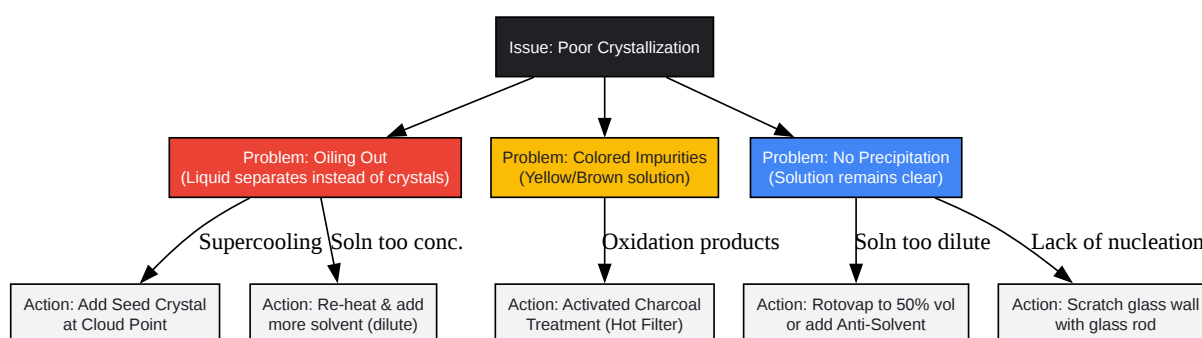 Issue: Poor Crystallization
Problem: Oiling Out
(Liquid separates instead of crystals)
Problem: Colored Impurities
(Yellow/Brown solution)
Problem: No Precipitation
(Solution remains clear)
Supercooling
Soln too conc.
Oxidation products
Soln too dilute
Lack of nucleation
Action: Add Seed Crystal
at Cloud Point
Action: Re-heat & add
more solvent (dilute)
Action: Activated Charcoal
Treatment (Hot Filter)
Action: Rotovap to 50% vol
or add Anti-Solvent
Action: Scratch glass wall
with glass rod